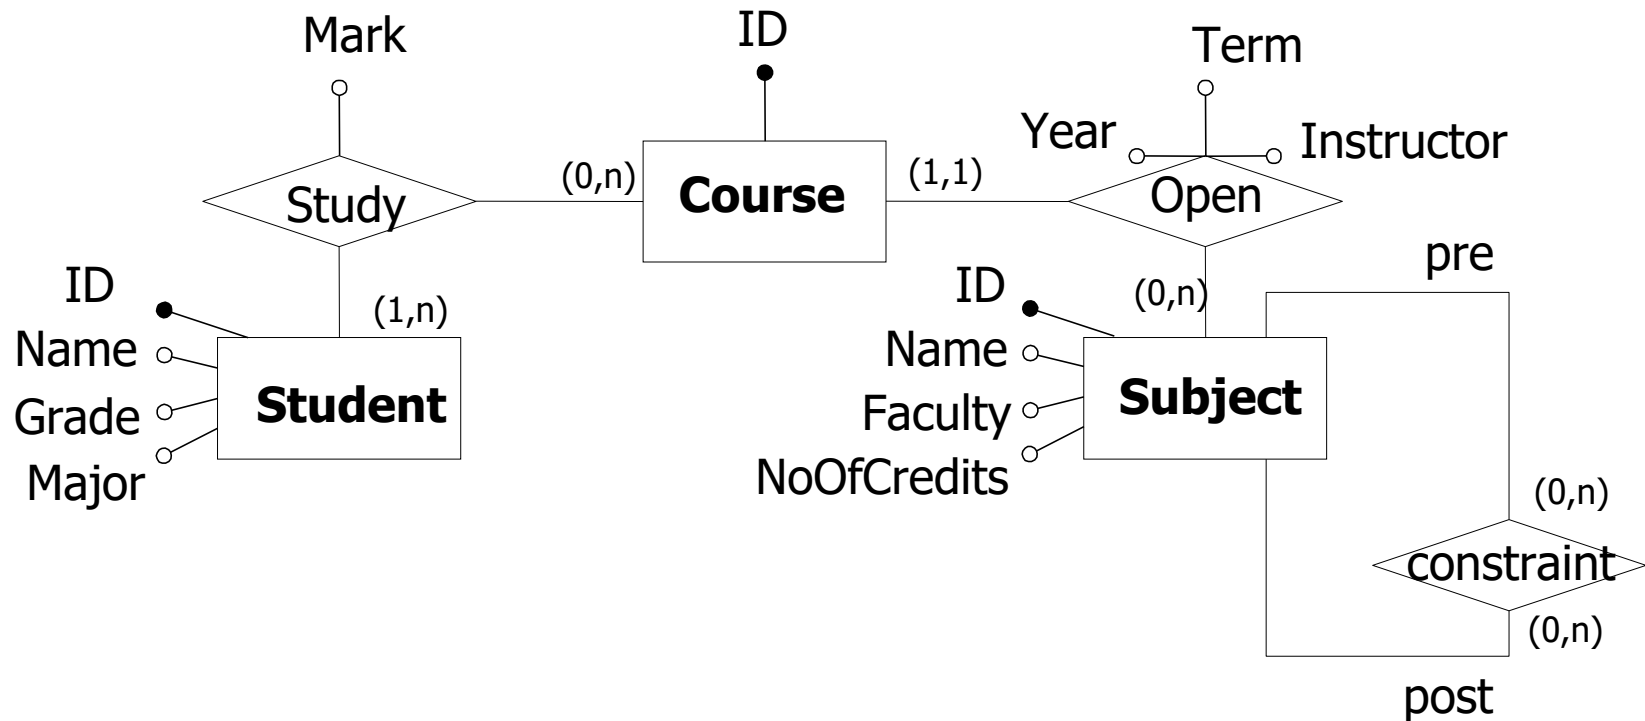 Mark
ID
Term
Year
Instructor
(0,n)
Course
(1,1)
Study
Open
pre
ID
(1,n)
ID
(0,n)
Name
Name
Student
Subject
Grade
Faculty
Major
NoOfCredits
(0,n)
constraint
(0,n)
post